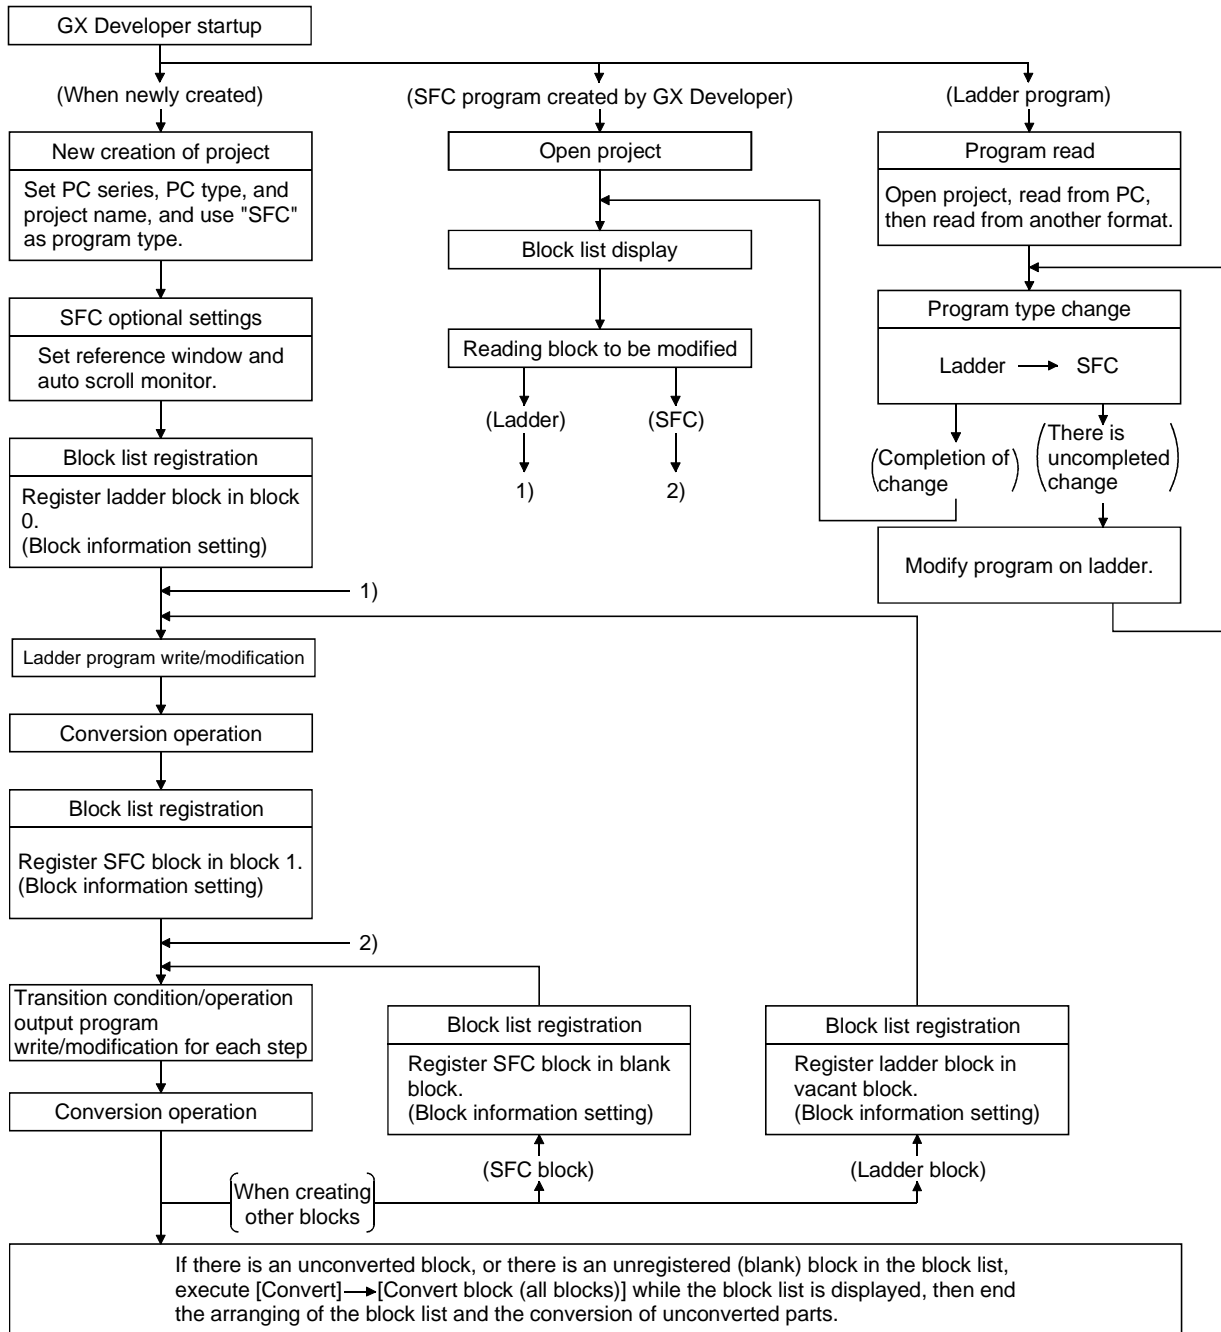 GX Developer startup
(When newly created)
(SFC program created by GX Developer)
(Ladder program)
New creation of project
Set PC series, PC type, and
project name, and use "SFC"
as program type.
Open project
Program read
Open project, read from PC,
then read from another format.
Block list display
SFC optional settings
Set reference window and
auto scroll monitor.
Reading block to be modified
(Ladder)
(SFC)
1)
2)
Program type change
Ladder → SFC
(Completion of
change)
(There is
uncompleted
change)
Modify program on ladder.
Block list registration
Register ladder block in block
0.
(Block information setting)
1)
Ladder program write/modification
Conversion operation
Block list registration
Register SFC block in block 1.
(Block information setting)
2)
Transition condition/operation
output program
write/modification for each step
Conversion operation
Block list registration
Register SFC block in blank
block.
(Block information setting)
(SFC block)
Block list registration
Register ladder block in
vacant block.
(Block information setting)
(Ladder block)
[When creating
other blocks]
If there is an unconverted block, or there is an unregistered (blank) block in the block list,
execute [Convert]→[Convert block (all blocks)] while the block list is displayed, then end
the arranging of the block list and the conversion of unconverted parts.